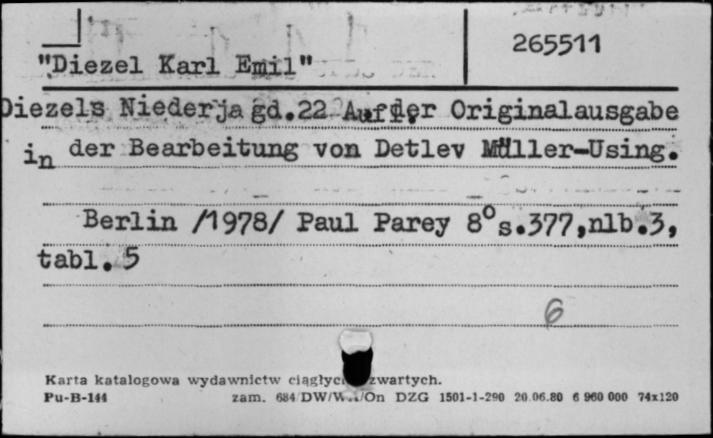 265511
"Diezel Karl Emil"
Diezels Niederjagd.22 Auf der Originalausgabe
in der Bearbeitung von Detlev Müller-Using.
Berlin /1978/ Paul Parey 8° s.377,nlb.3,
tabl. 5
6
Karta katalogowa wydawnictw zwartych.
Pu-B-144 zam. 684/DW/W /On DZG 1501-1-290 20.06.80 6 960 000 74x120